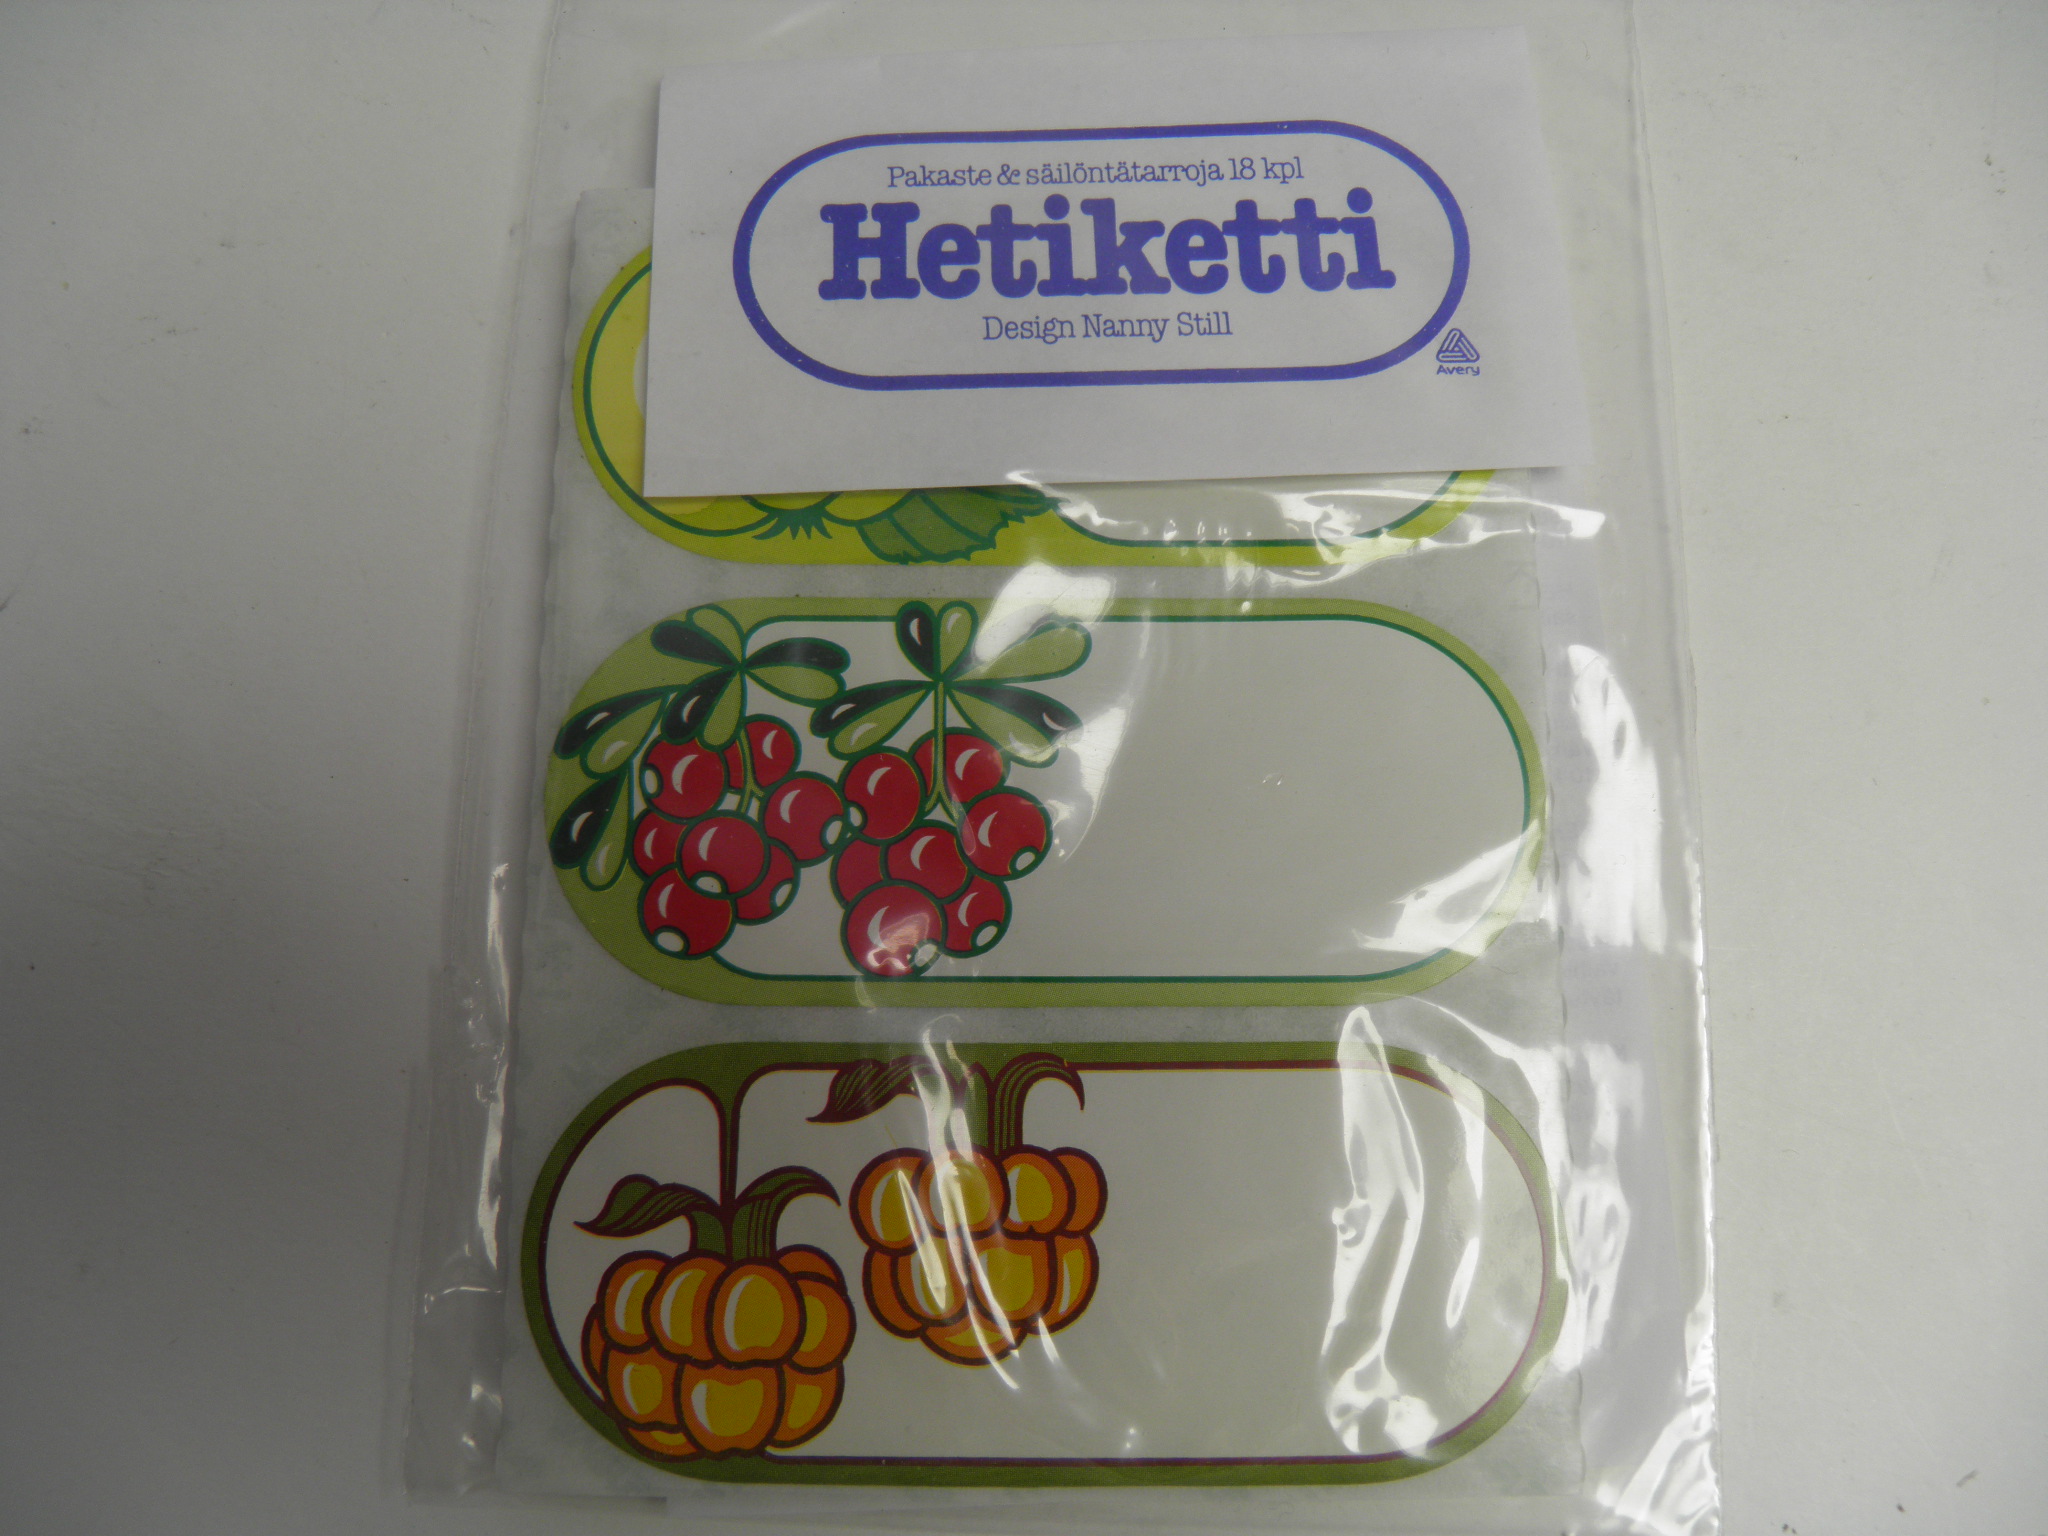 Pakaste & säilöntätarroja 18 kpl
Hetiketti
Design Nanny Still
Avery